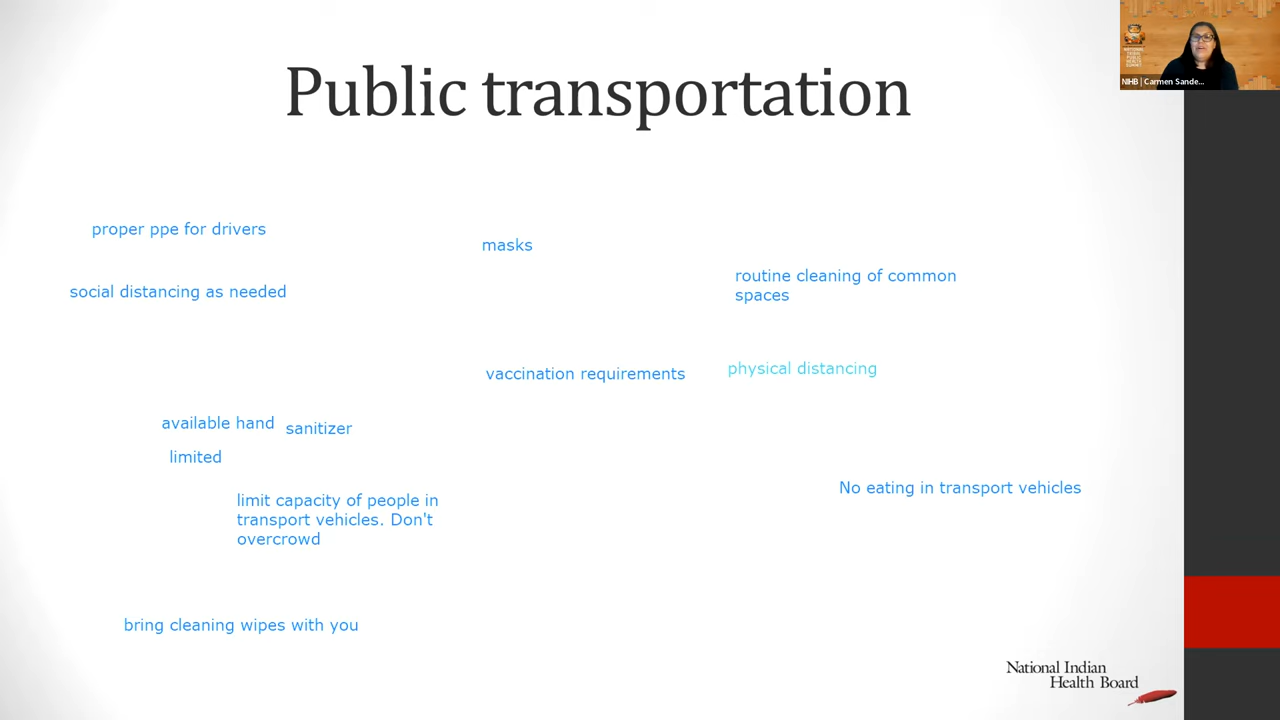 Public transportation
NIHB | Carmen Sande...
proper ppe for drivers
masks
routine cleaning of common
spaces
social distancing as needed
vaccination requirements
physical distancing
available hand
sanitizer
limited
limit capacity of people in
transport vehicles. Don't
overcrowd
No eating in transport vehicles
bring cleaning wipes with you
National Indian
Health Board